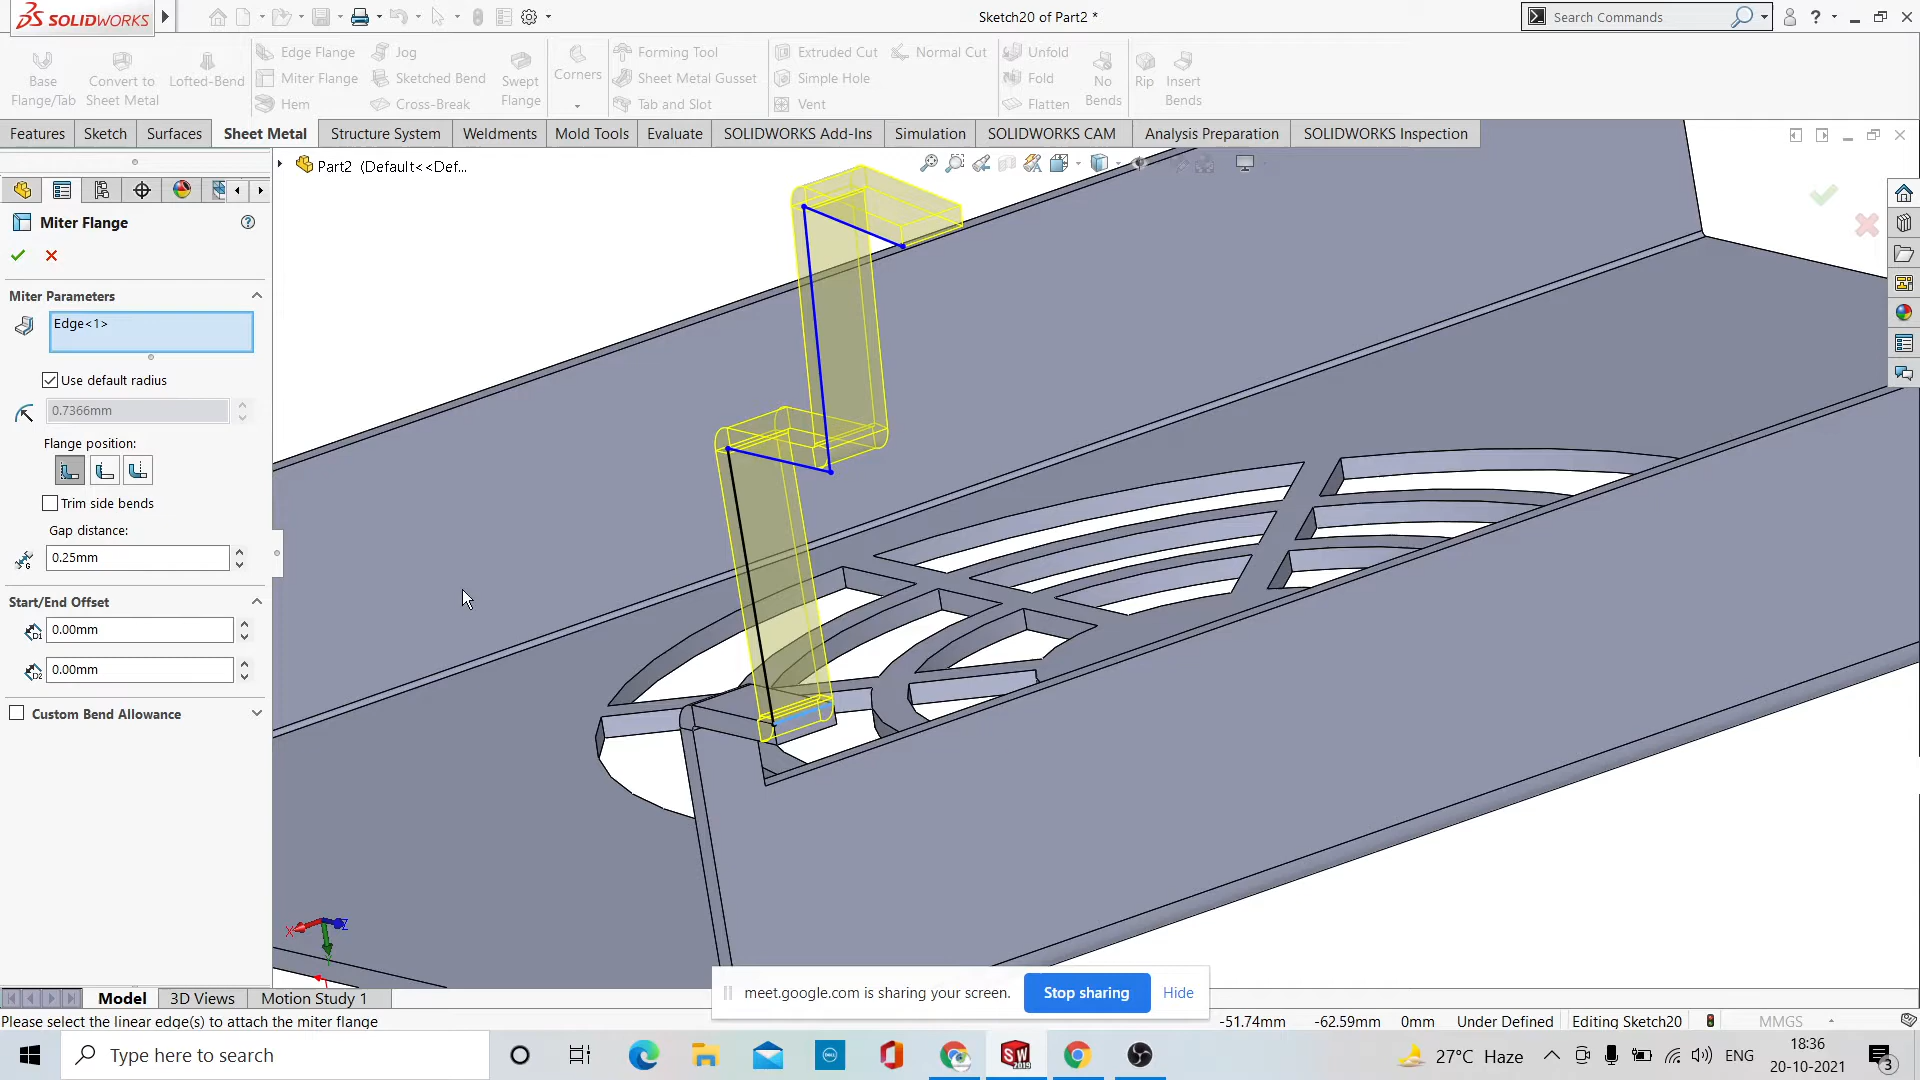 SOLIDWORKS
Sketch20 of Part2 *
Search Commands
Base Flange/Tab
Convert to Sheet Metal
Lofted-Bend
Edge Flange
Miter Flange
Hem
Jog
Sketched Bend
Cross-Break
Swept Flange
Corners
Forming Tool
Sheet Metal Gusset
Tab and Slot
Extruded Cut
Simple Hole
Vent
Normal Cut
Unfold
Fold
Flatten
No Bends
Rip
Insert Bends
Features
Sketch
Surfaces
Sheet Metal
Structure System
Weldments
Mold Tools
Evaluate
SOLIDWORKS Add-Ins
Simulation
SOLIDWORKS CAM
Analysis Preparation
SOLIDWORKS Inspection
Part2 (Default<<Def...
Miter Flange
Miter Parameters
Edge<1>
Use default radius
0.7366mm
Flange position:
Trim side bends
Gap distance:
0.25mm
Start/End Offset
D1
0.00mm
D2
0.00mm
Custom Bend Allowance
X
Z
Model
3D Views
Motion Study 1
meet.google.com is sharing your screen.
Stop sharing
Hide
Please select the linear edge(s) to attach the miter flange
-51.74mm
-62.59mm
0mm
Under Defined
Editing Sketch20
MMGS
Type here to search
DELL
SW
2019
27°C Haze
ENG
18:36
20-10-2021
3